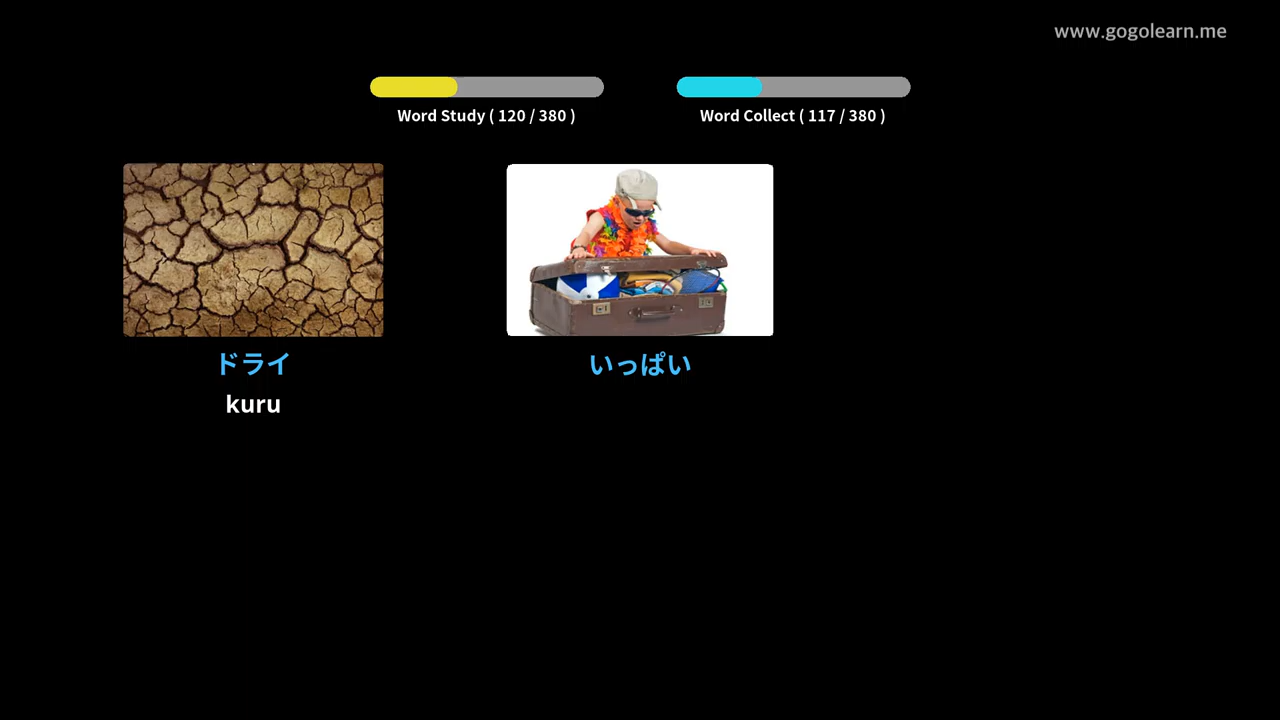 www.gogolearn.me
Word Study ( 120 / 380 )
Word Collect ( 117 / 380 )
ドライ
いっぱい
kuru